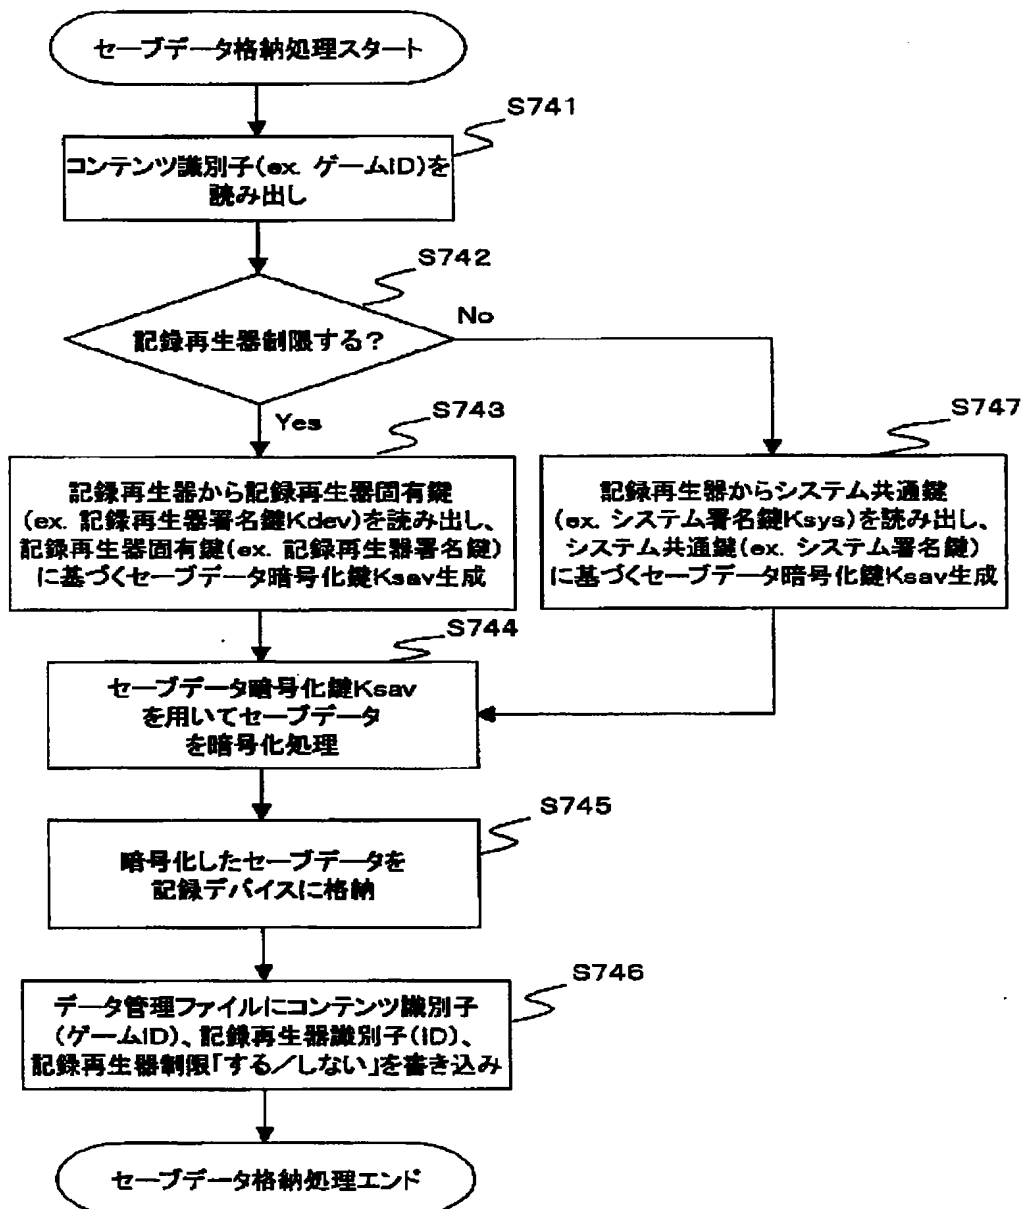 セーブデータ格納処理スタート
S741
コンテンツ識別子(ex. ゲームID)を
読み出し
S742
記録再生器制限する?
No
Yes
S743
記録再生器から記録再生器固有鍵
(ex. 記録再生器署名鍵Kdev)を読み出し、
記録再生器固有鍵(ex. 記録再生器署名鍵)
に基づくセーブデータ暗号化鍵Ksav生成
S747
記録再生器からシステム共通鍵
(ex. システム署名鍵Ksys)を読み出し、
システム共通鍵(ex. システム署名鍵)
に基づくセーブデータ暗号化鍵Ksav生成
S744
セーブデータ暗号化鍵Ksav
を用いてセーブデータ
を暗号化処理
S745
暗号化したセーブデータを
記録デバイスに格納
S746
データ管理ファイルにコンテンツ識別子
(ゲームID)、記録再生器識別子(ID)、
記録再生器制限「する/しない」を書き込み
セーブデータ格納処理エンド